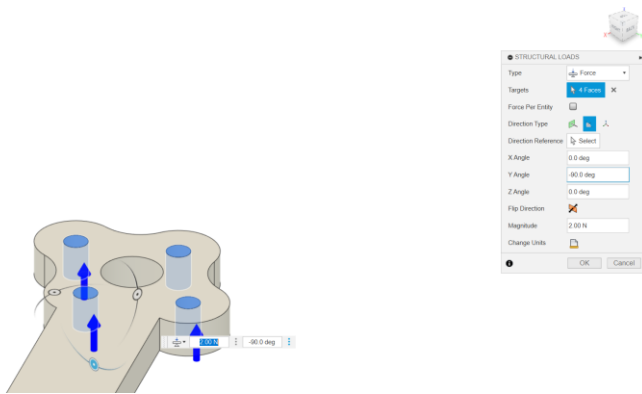 STRUCTURAL LOADS
Type Force
Targets 4 Faces
Force Per Entity
Direction Type
Direction Reference Select
X Angle 0.0 deg
Y Angle -90.0 deg
Z Angle 0.0 deg
Flip Direction
Magnitude 2.00 N
Change Units
OK Cancel
2.00 N -90.0 deg